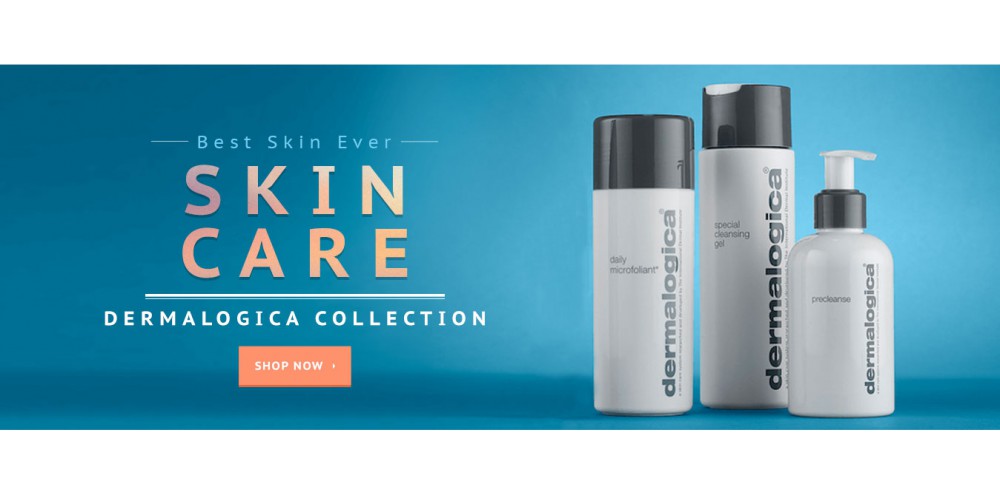 Best Skin Ever
SKIN
CARE
DERMALOGICA COLLECTION
SHOP NOW ›
daily
microfoliant®
dermalogica®
special
cleansing
gel
dermalogica®
precleanse
dermalogica®